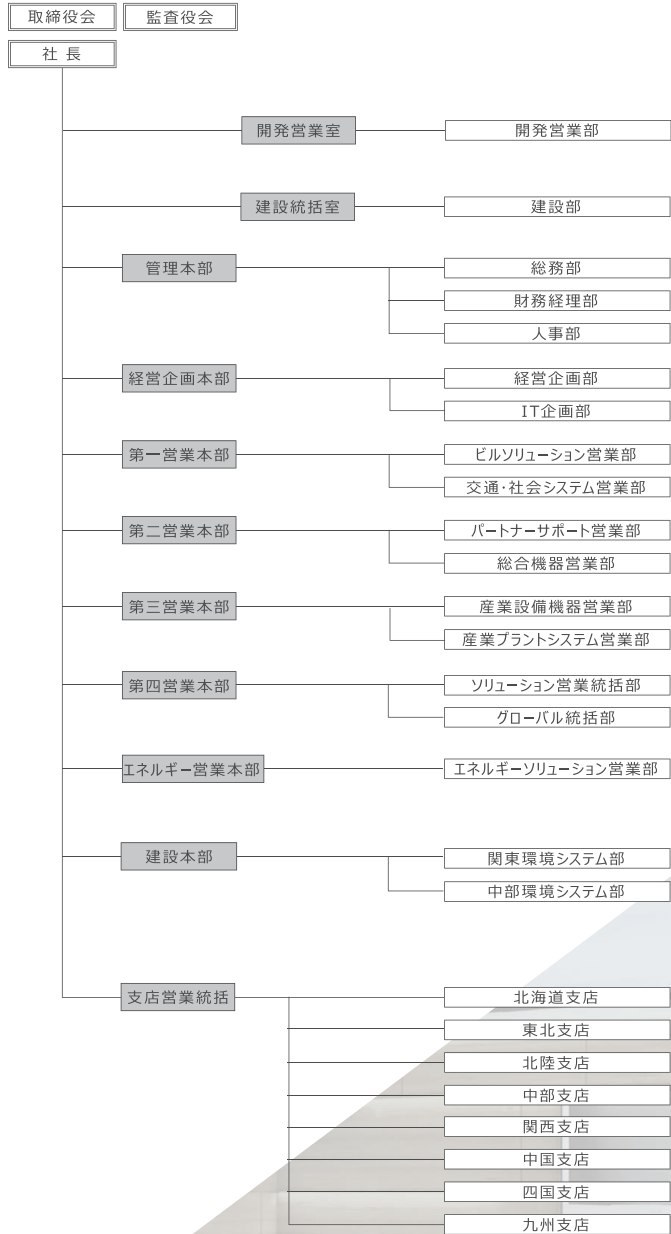 取締役会 監査役会
社長
開発営業室 開発営業部
建設統括室 建設部
管理本部 総務部
財務経理部
人事部
経営企画本部 経営企画部
IT企画部
第一営業本部 ビルソリューション営業部
交通・社会システム営業部
第二営業本部 パートナーサポート営業部
総合機器営業部
第三営業本部 産業設備機器営業部
産業プラントシステム営業部
第四営業本部 ソリューション営業統括部
グローバル統括部
エネルギー営業本部 エネルギーソリューション営業部
建設本部 関東環境システム部
中部環境システム部
支店営業統括 北海道支店
東北支店
北陸支店
中部支店
関西支店
中国支店
四国支店
九州支店